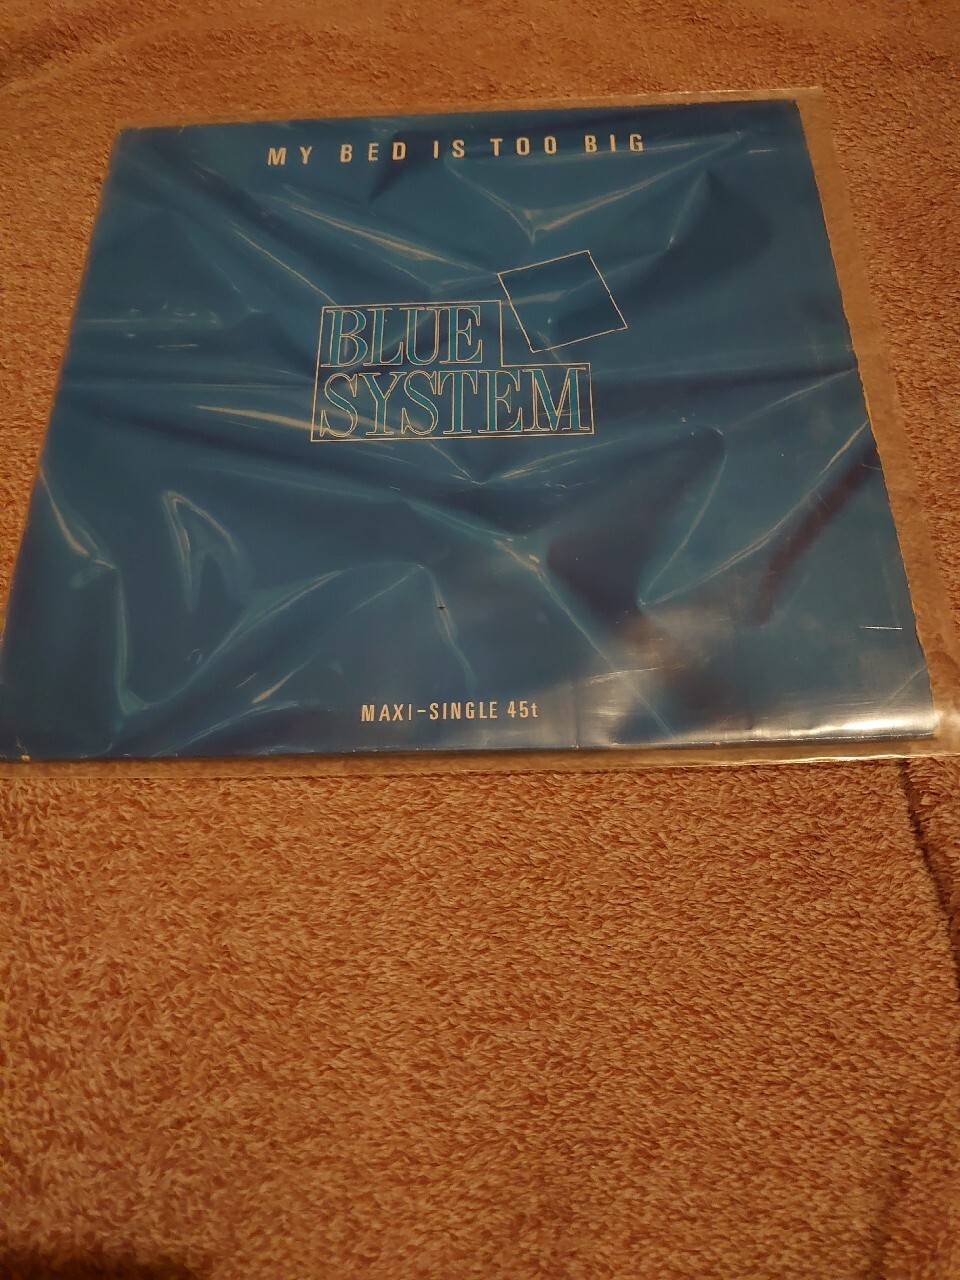 MY BED IS TOO BIG
BLUE
SYSTEM
MAXI-SINGLE 45t